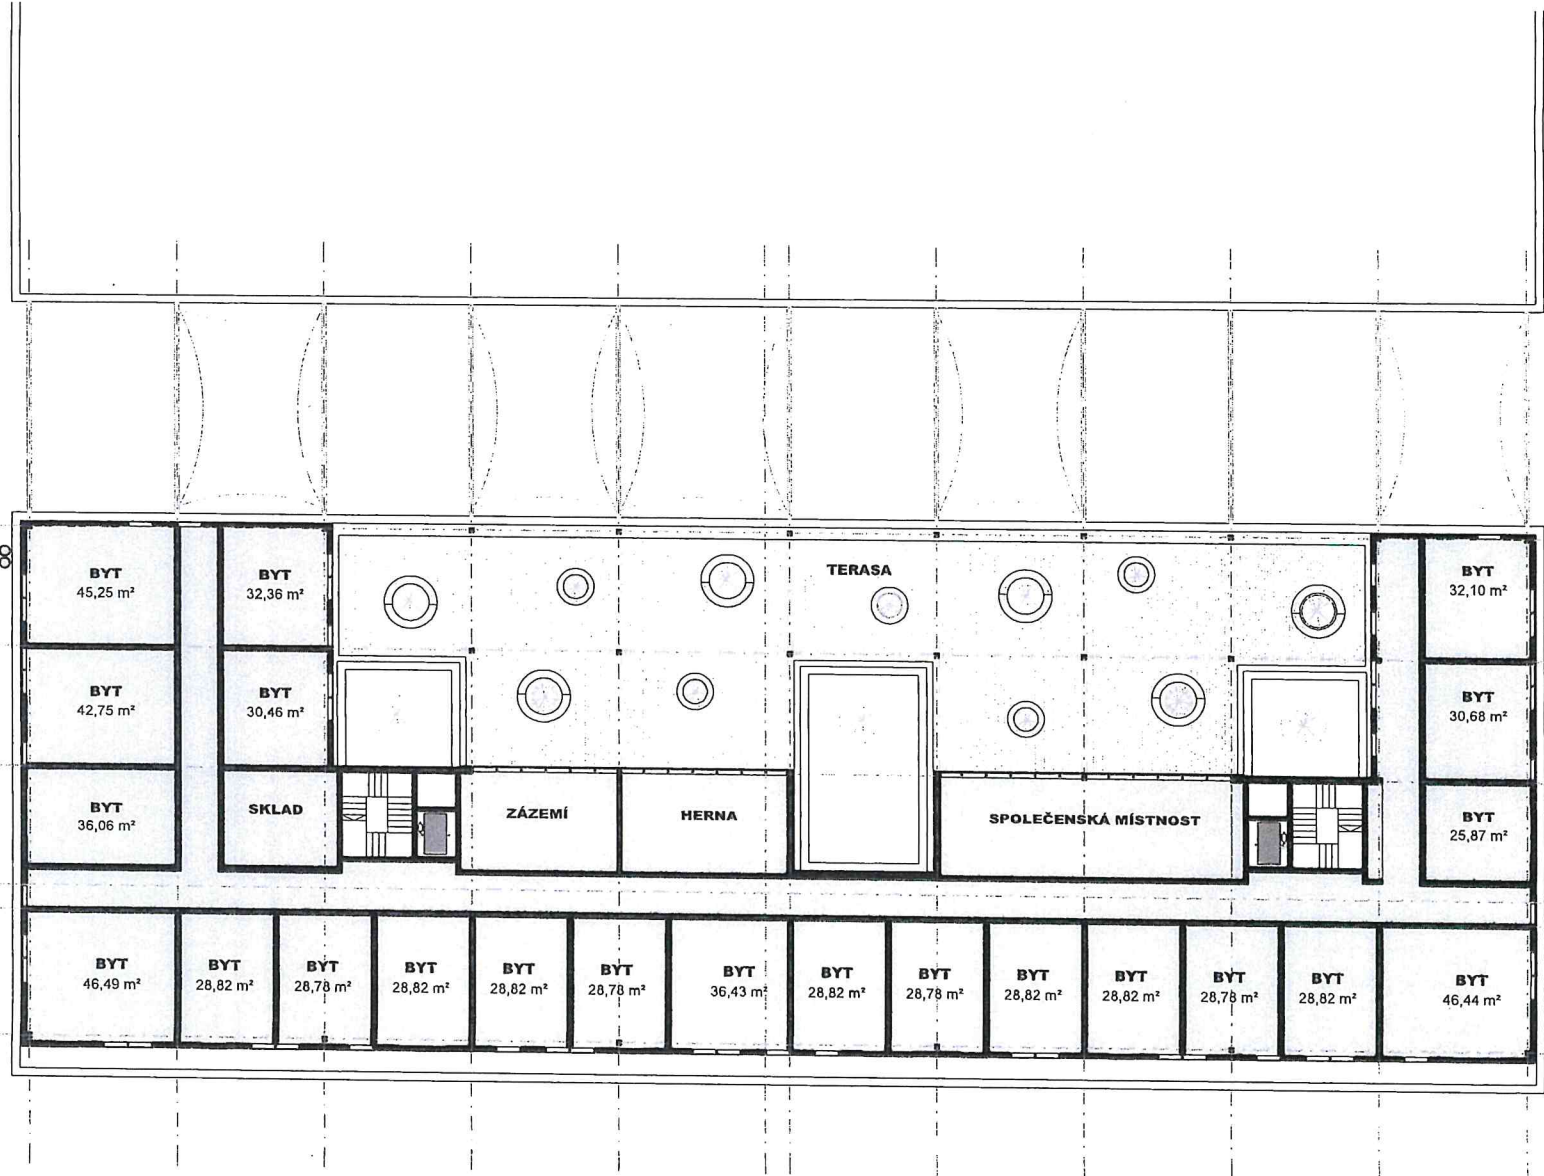 TERASA
BYT
45,25 m²
BYT
32,36 m²
BYT
32,10 m²
BYT
42,75 m²
BYT
30,46 m²
BYT
30,68 m²
BYT
36,06 m²
SKLAD
ZÁZEMÍ
HERNA
SPOLEČENSKÁ MÍSTNOST
BYT
25,87 m²
BYT
46,49 m²
BYT
28,82 m²
BYT
28,78 m²
BYT
28,82 m²
BYT
28,82 m²
BYT
28,78 m²
BYT
36,43 m²
BYT
28,82 m²
BYT
28,78 m²
BYT
28,82 m²
BYT
28,82 m²
BYT
28,78 m²
BYT
28,82 m²
BYT
46,44 m²